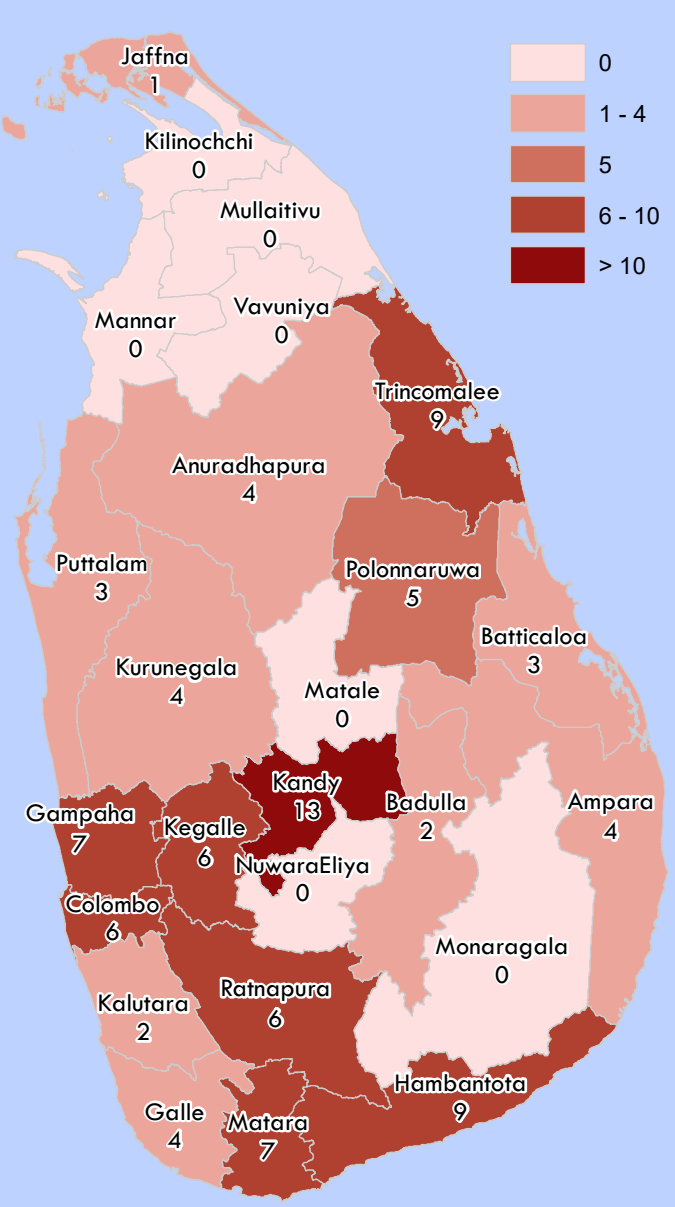 Jaffna
1
0
1 - 4
5
6 - 10
> 10
Kilinochchi
0
Mullaitivu
0
Mannar
0
Vavuniya
0
Trincomalee
9
Anuradhapura
4
Puttalam
3
Polonnaruwa
5
Batticaloa
3
Kurunegala
4
Matale
0
Kandy
13
Badulla
2
Ampara
4
Gampaha
7
Kegalle
6
NuwaraEliya
0
Colombo
6
Monaragala
0
Kalutara
2
Ratnapura
6
Hambantota
9
Galle
4
Matara
7